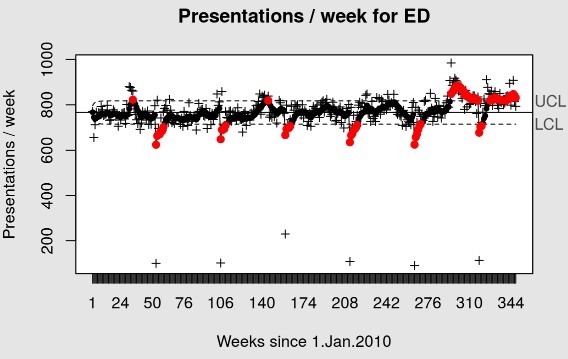 Presentations / week for ED
Presentations / week
1000
800
600
400
200
UCL
LCL
1 24 50 76 106 140 174 208 242 276 310 344
Weeks since 1.Jan.2010